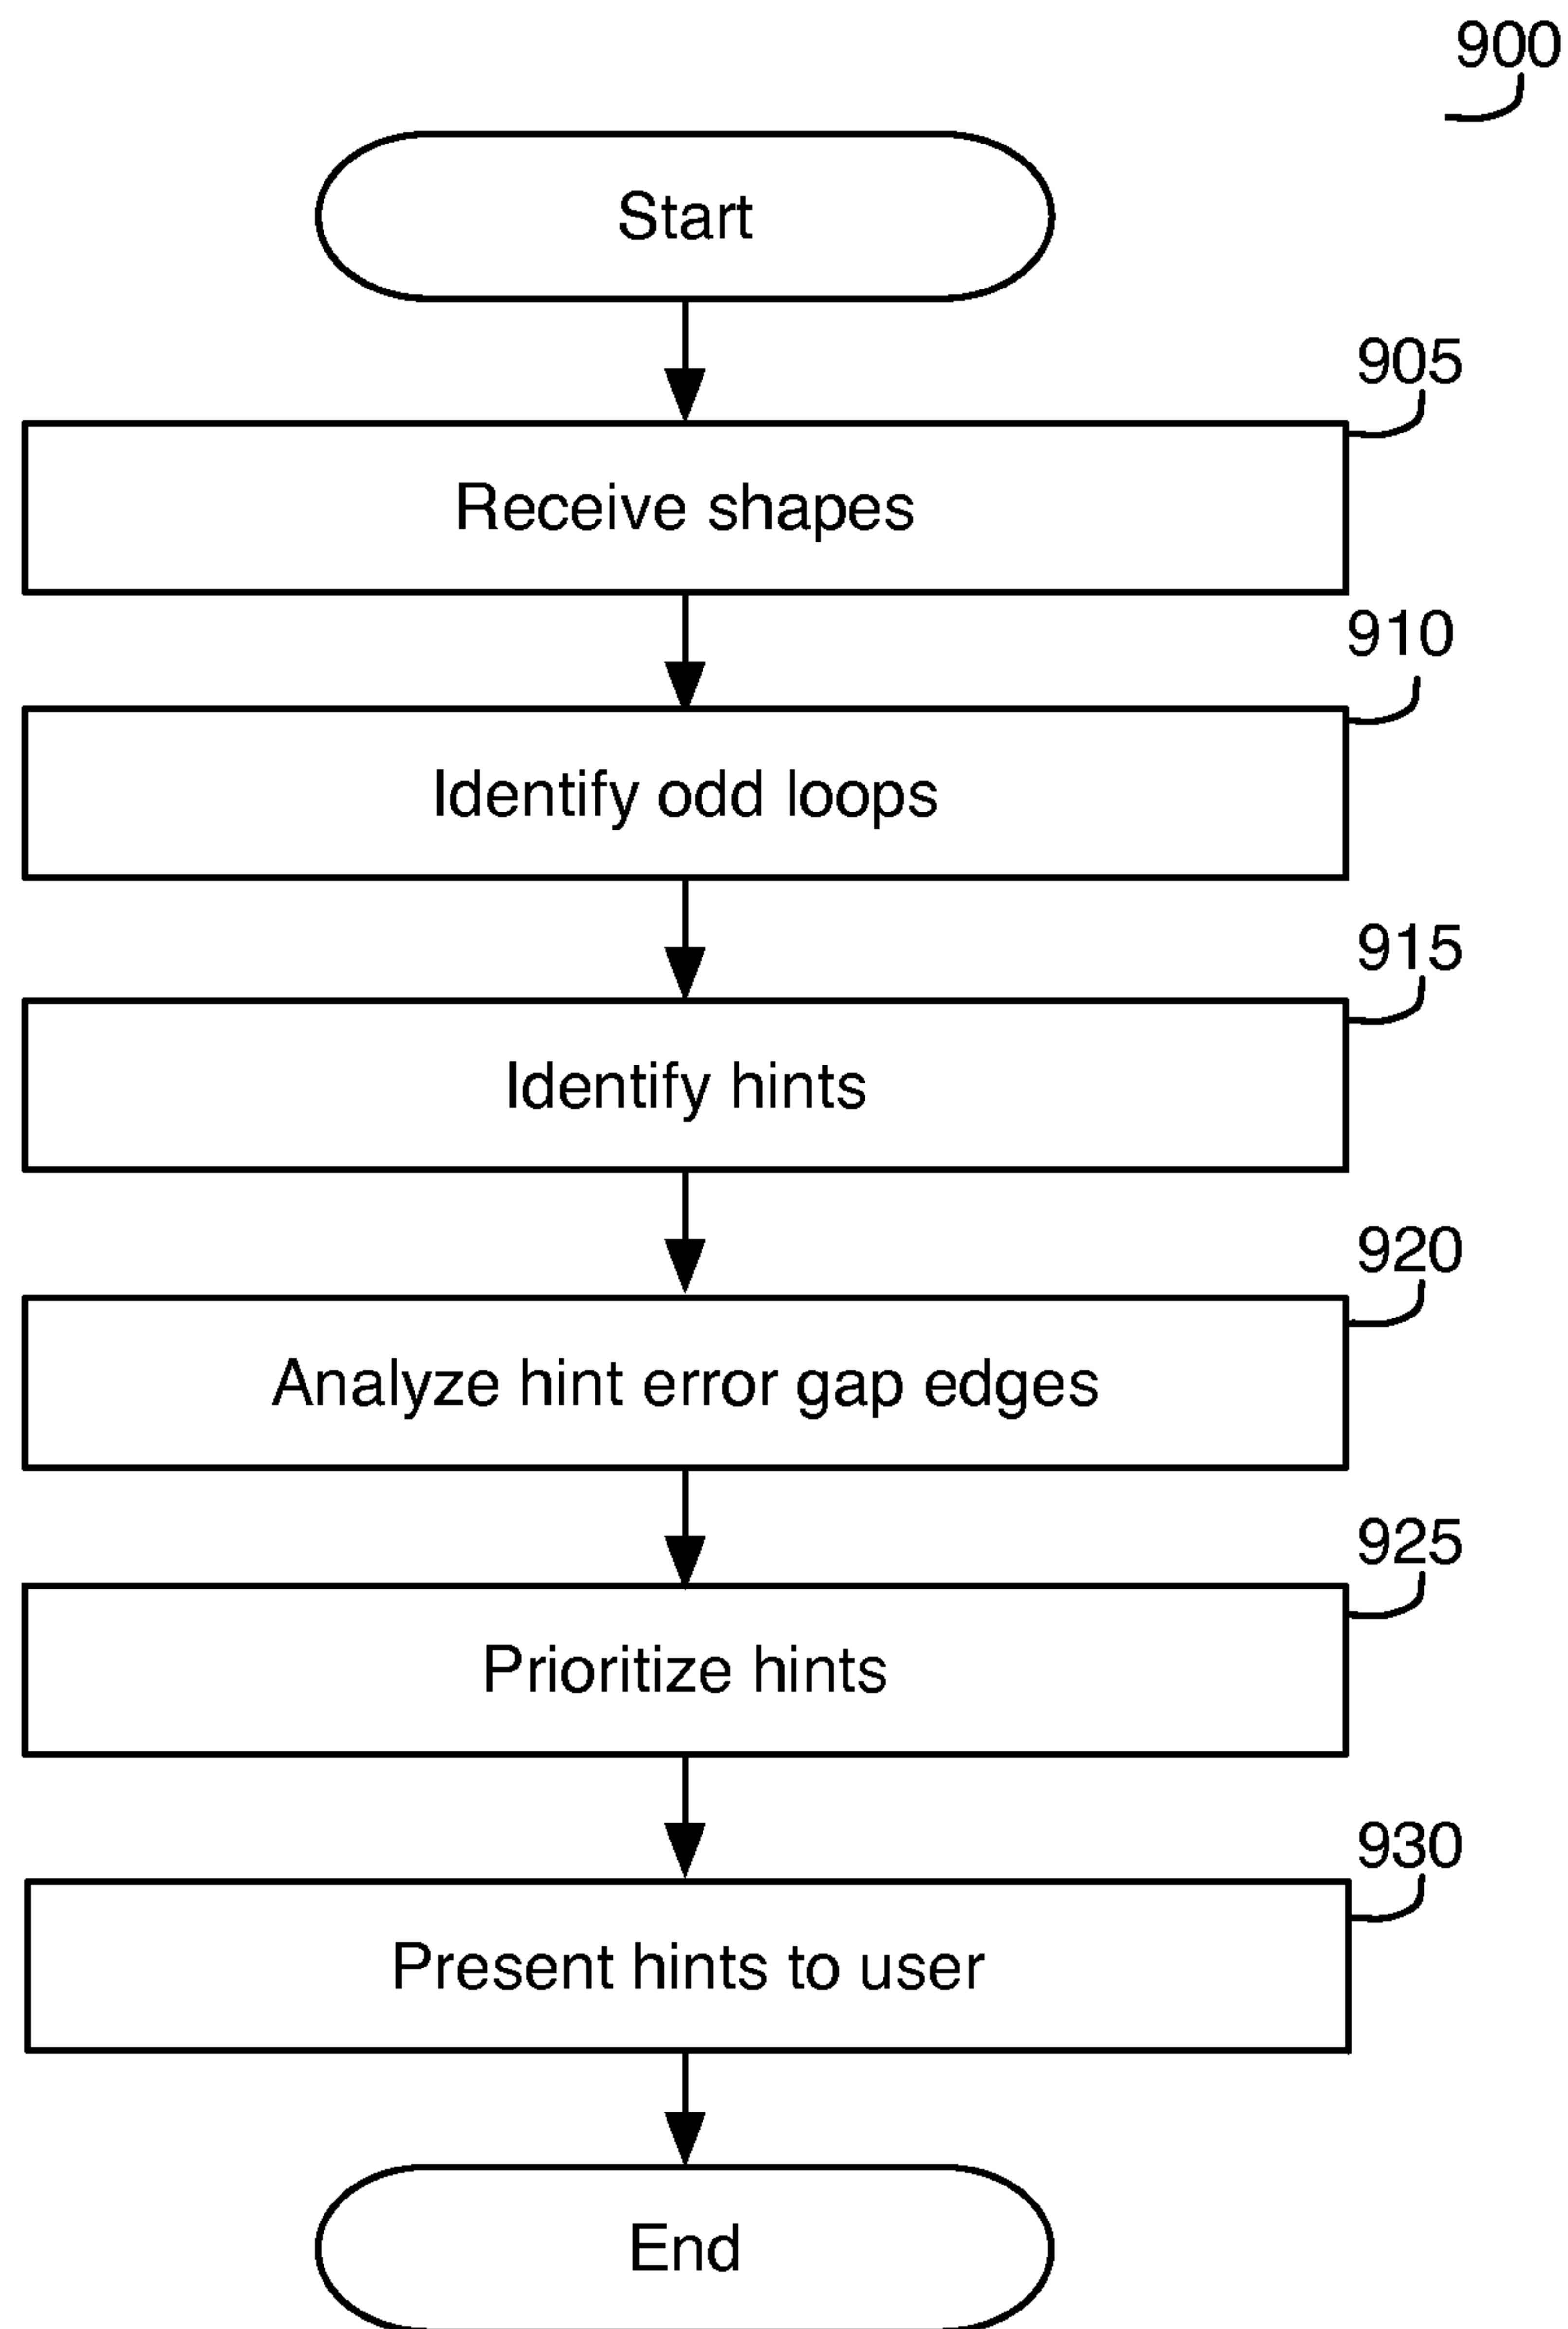 900
Start
905
Receive shapes
910
Identify odd loops
915
Identify hints
920
Analyze hint error gap edges
925
Prioritize hints
930
Present hints to user
End